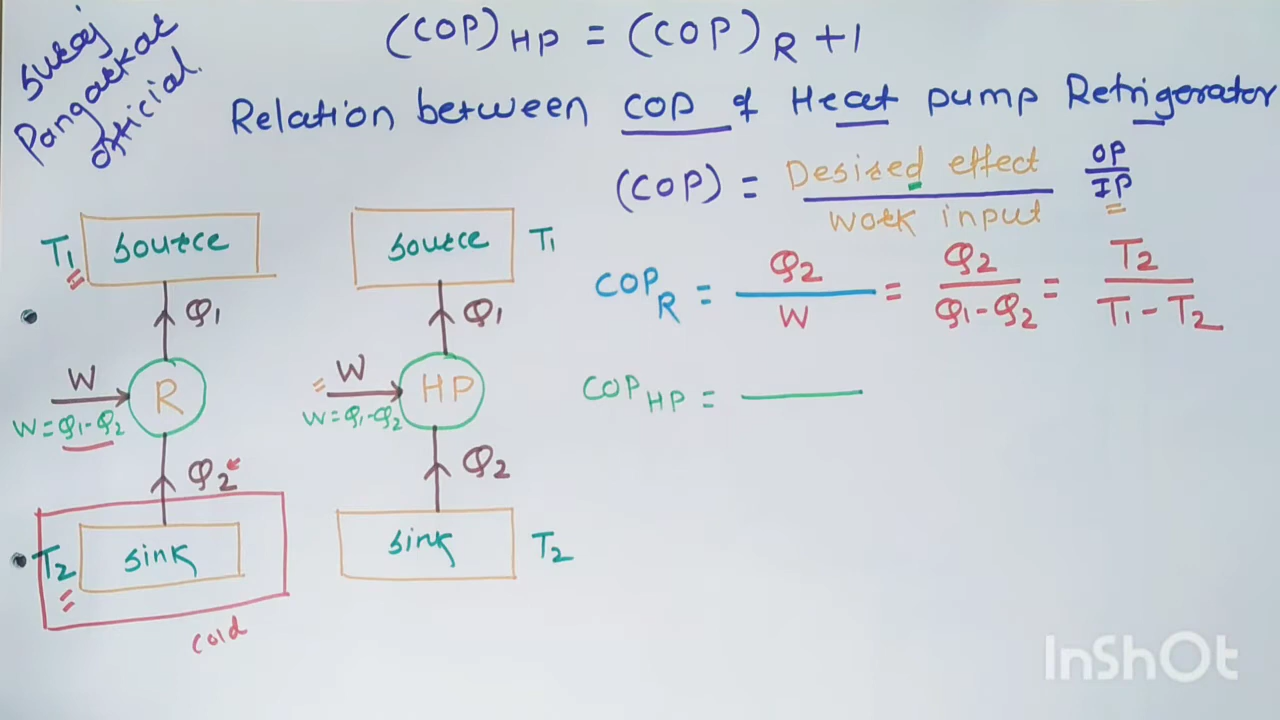 Suraj
Pangarkar
official.
(COP)HP = (COP)R + 1
Relation between COP of Heat pump Refrigerator
(COP) = Desired effect / work input OP / IP
T1 source
source T1
COPR = Q2 / W = Q2 / Q1-Q2 = T2 / T1-T2
Q1
Q1
W
R
W = Q1-Q2
W
HP
W = Q1-Q2
COPHP =
Q2
Q2
T2 sink
sink T2
cold
InShOt